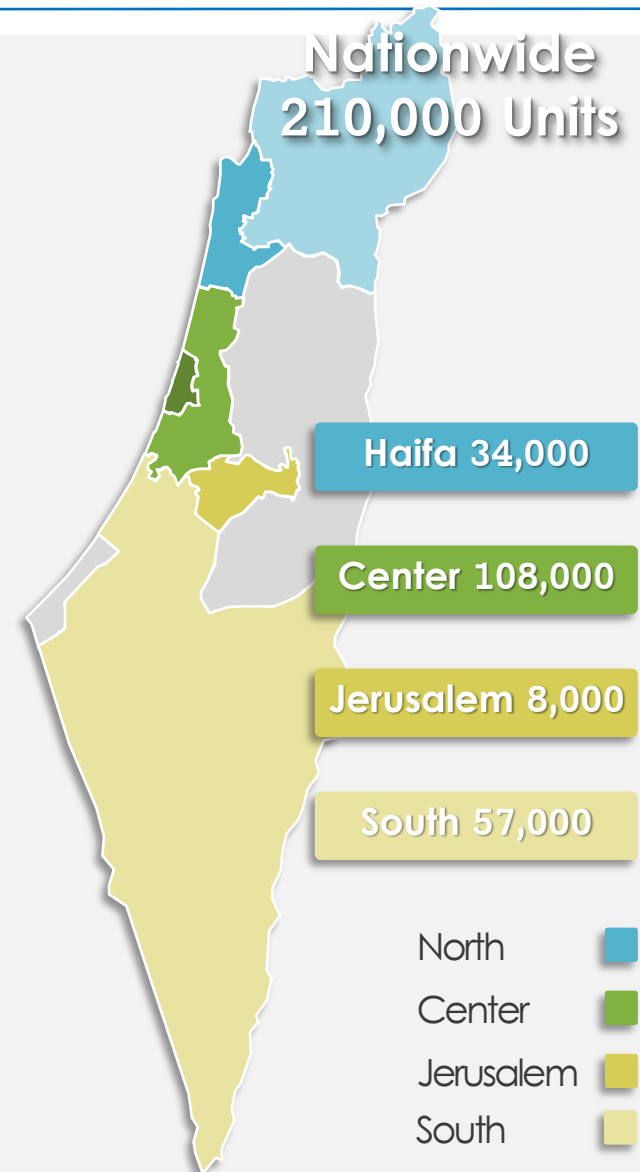 Nationwide
210,000 Units
Haifa 34,000
Center 108,000
Jerusalem 8,000
South 57,000
North
Center
Jerusalem
South